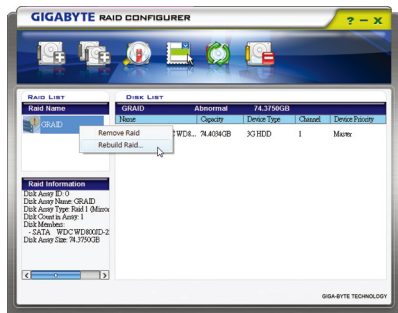 GIGABYTE RAID CONFIGURER
? – X
RAID LIST
DISK LIST
Raid Name
GRAID Abnormal 74.3750GB
Name Capacity Device Type Channel Device Priority
GRAID
WD8... 74.4034GB 3G HDD 1 Master
Remove Raid
Rebuild Raid...
Raid Information
Disk Array ID: 0
Disk Array Name: GRAID
Disk Array Type: Raid 1 (Mirror
Disk Count in Array: 1
Disk Members:
- SATA WDC WD800JD-2
Disk Array Size: 74.3750GB
GIGA-BYTE TECHNOLOGY